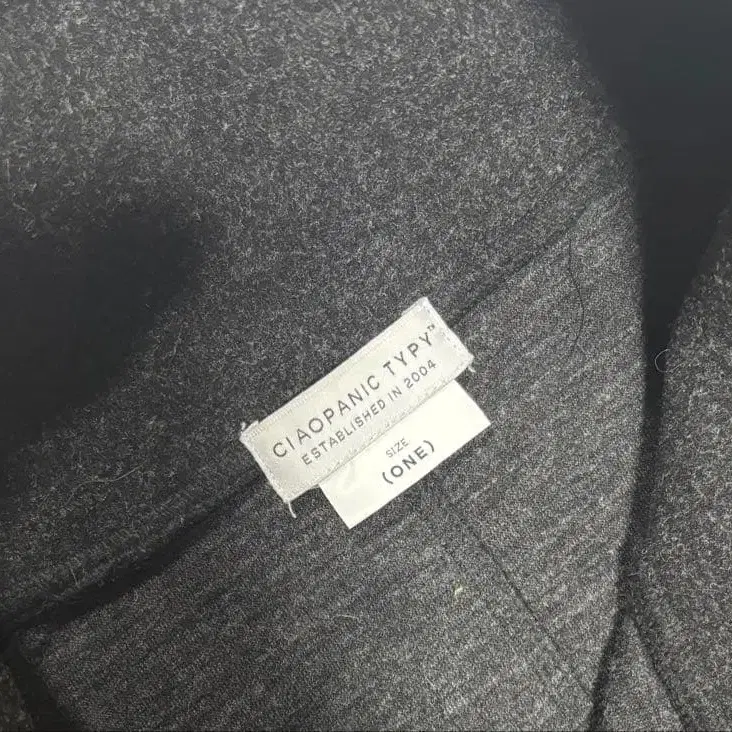 CIAOPANIC TYPY™
ESTABLISHED IN 2004
SIZE
(ONE)